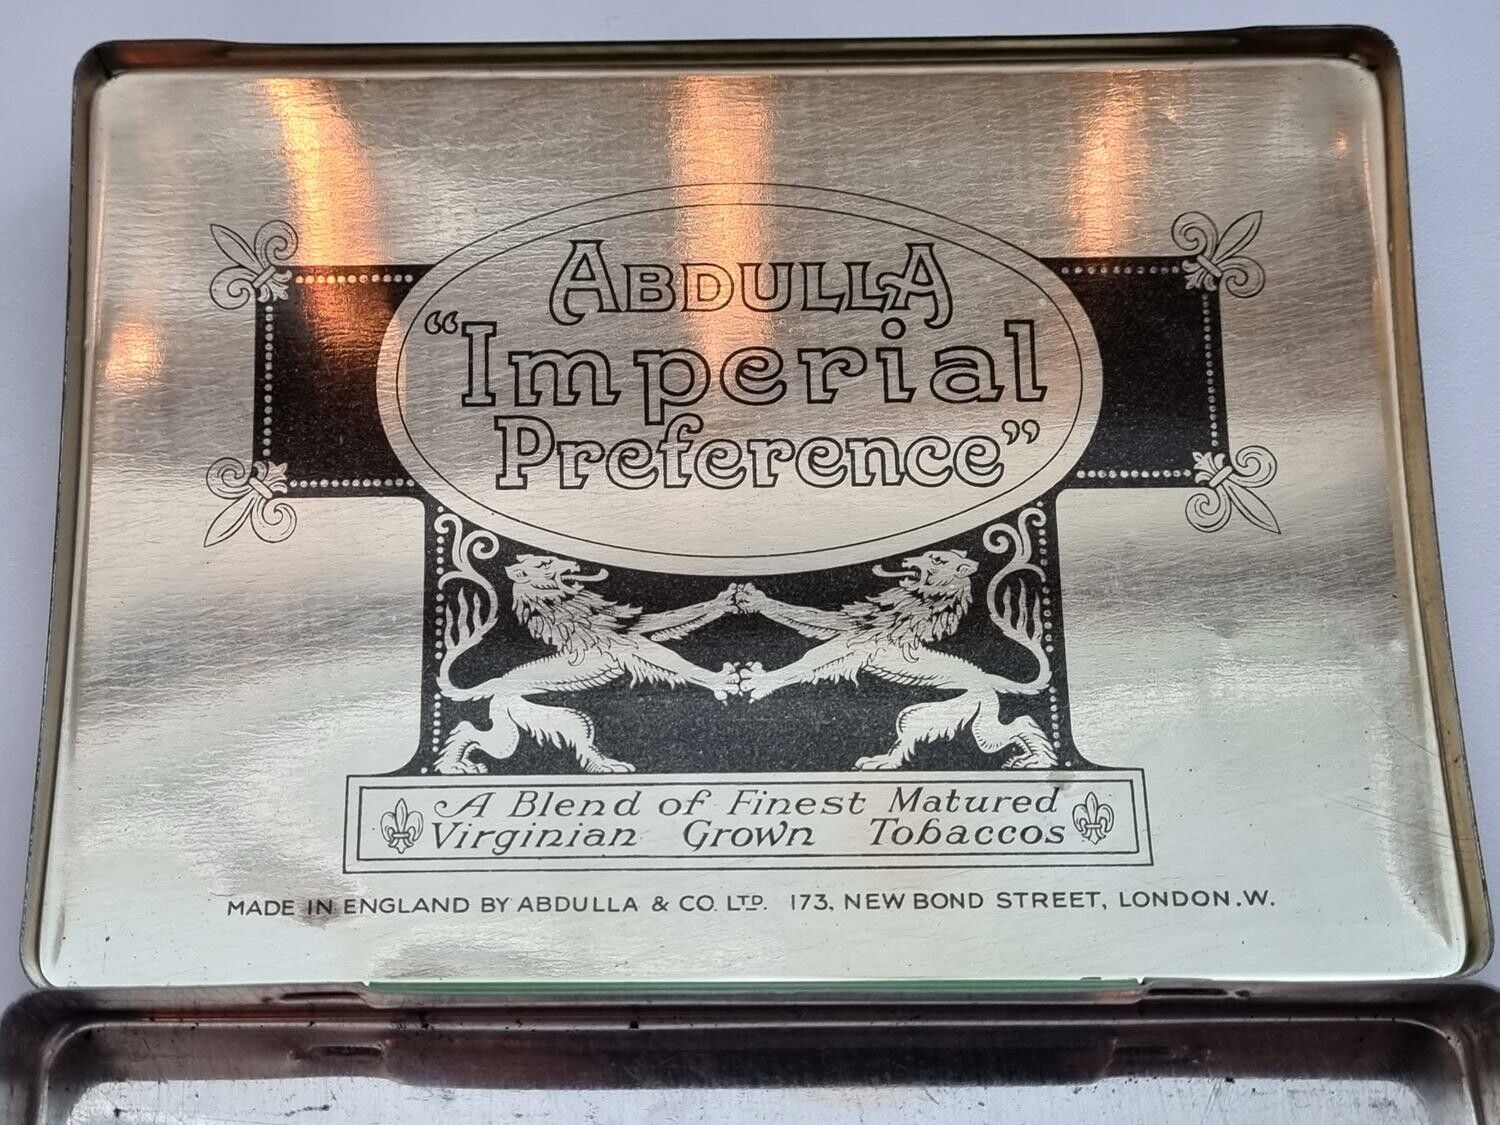 ABDULLA
“Imperial
Preference”
A Blend of Finest Matured
Virginian Grown Tobaccos
MADE IN ENGLAND BY ABDULLA & CO. LTD. 173, NEW BOND STREET, LONDON.W.